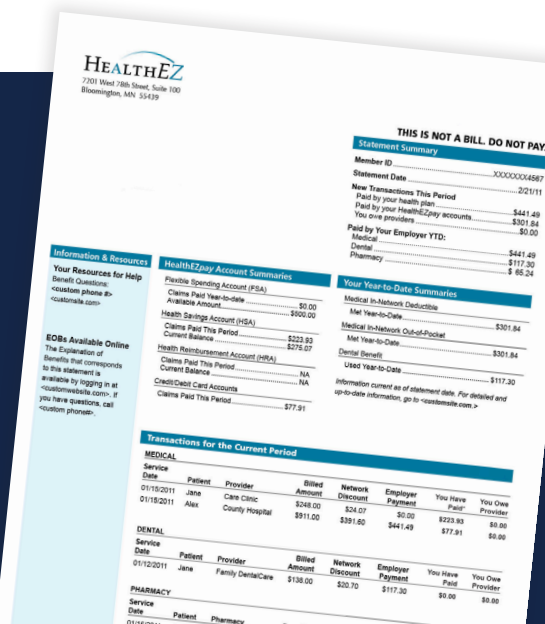 HEALTHEZ
7201 West 78th Street, Suite 100
Bloomington, MN 55439
THIS IS NOT A BILL. DO NOT PAY.
Statement Summary
Member ID XXXXXXX4567
Statement Date 2/21/11
New Transactions This Period
Paid by your health plan $441.49
Paid by your HealthEZpay accounts $301.84
You owe providers $0.00
Paid by Your Employer YTD:
Medical $441.49
Dental $117.30
Pharmacy $ 65.24
Information & Resources
Your Resources for Help
Benefit Questions:
<custom phone #>
<customsite.com>
EOBs Available Online
The Explanation of
Benefits that corresponds
to this statement is
available by logging in at
<customwebsite.com>. If
you have questions, call
<custom phone#>.
HealthEZpay Account Summaries
Flexible Spending Account (FSA)
Claims Paid Year-to-date $0.00
Available Amount $500.00
Health Savings Account (HSA)
Claims Paid This Period $223.93
Current Balance $275.07
Health Reimbursement Account (HRA)
Claims Paid This Period NA
Current Balance NA
Credit/Debit Card Accounts
Claims Paid This Period $77.91
Your Year-to-Date Summaries
Medical In-Network Deductible
Met Year-to-Date $301.84
Medical In-Network Out-of-Pocket
Met Year-to-Date $301.84
Dental Benefit
Used Year-to-Date $117.30
Information current as of statement date. For detailed and
up-to-date information, go to <customsite.com.>
Transactions for the Current Period
MEDICAL
Service Billed Network Employer You Have You Owe
Date Patient Provider Amount Discount Payment Paid* Provider
01/15/2011 Jane Care Clinic $248.00 $24.07 $0.00 $223.93 $0.00
01/15/2011 Alex County Hospital $911.00 $391.60 $441.49 $77.91 $0.00
DENTAL
Service Billed Network Employer You Have You Owe
Date Patient Provider Amount Discount Payment Paid Provider
01/12/2011 Jane Family DentalCare $138.00 $20.70 $117.30 $0.00 $0.00
PHARMACY
Service
Date Patient Pharmacy